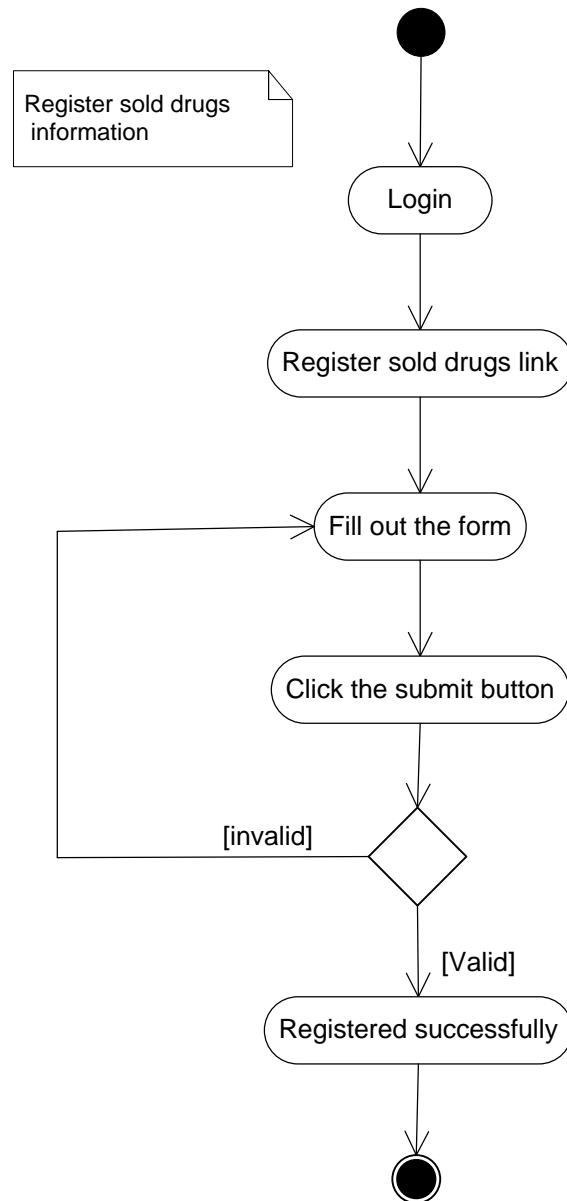 Register sold drugs
information
Login
Register sold drugs link
Fill out the form
Click the submit button
[invalid]
[Valid]
Registered successfully